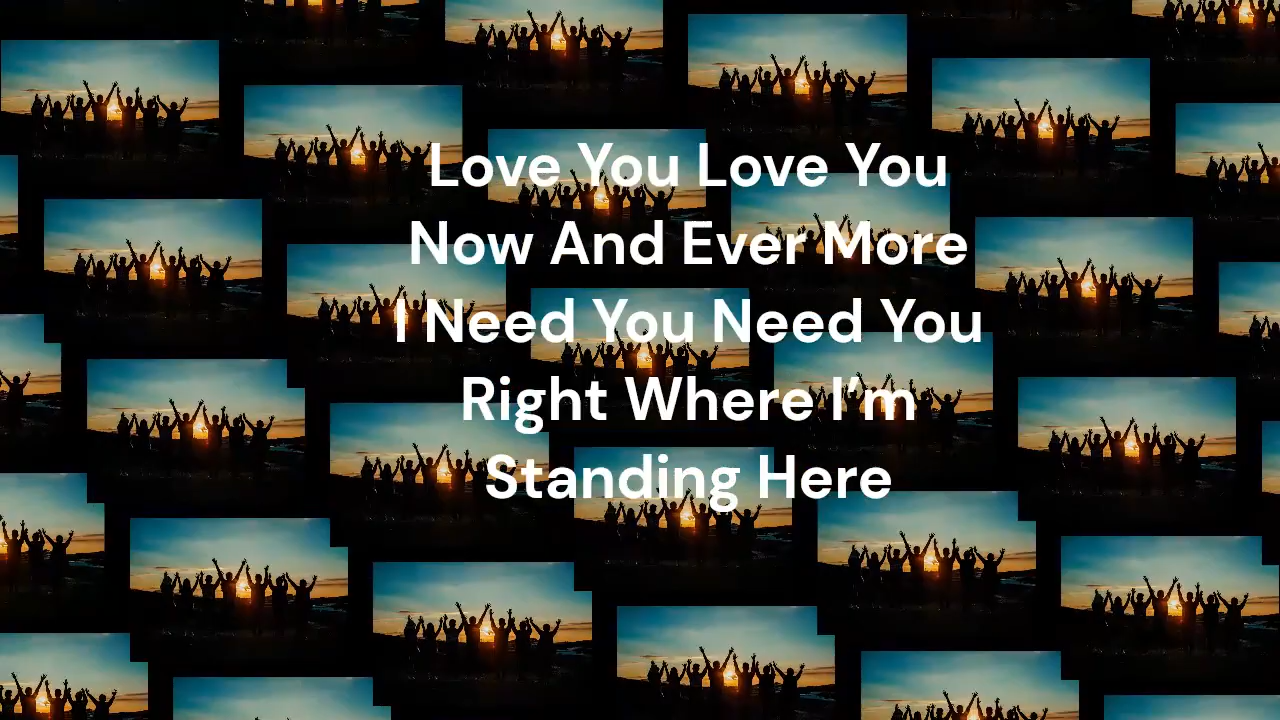 Love You Love You
Now And Ever More
I Need You Need You
Right Where I’m
Standing Here